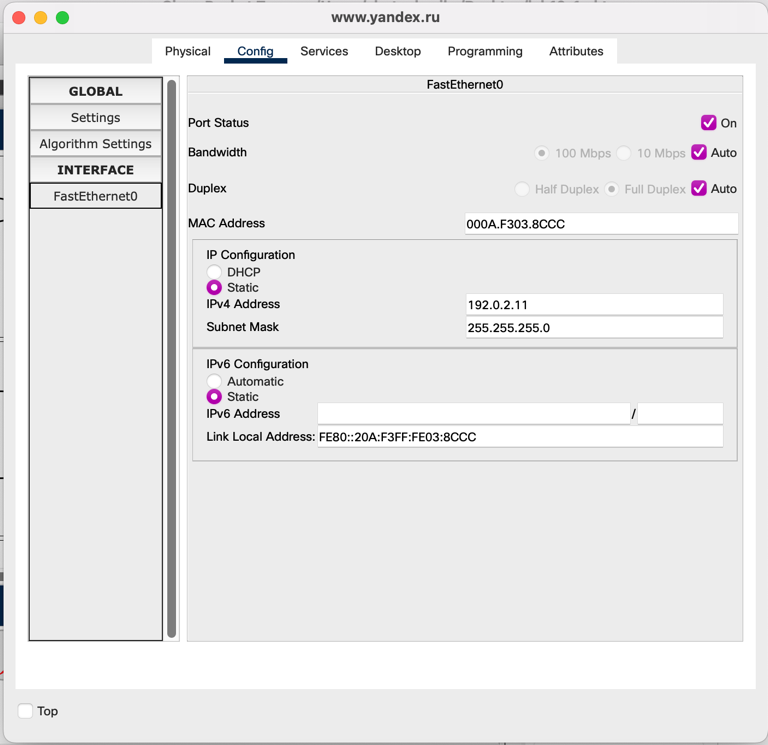 www.yandex.ru
Physical Config Services Desktop Programming Attributes
GLOBAL
Settings
Algorithm Settings
INTERFACE
FastEthernet0
FastEthernet0
Port Status On
Bandwidth 100 Mbps 10 Mbps Auto
Duplex Half Duplex Full Duplex Auto
MAC Address 000A.F303.8CCC
IP Configuration
DHCP
Static
IPv4 Address 192.0.2.11
Subnet Mask 255.255.255.0
IPv6 Configuration
Automatic
Static
IPv6 Address /
Link Local Address: FE80::20A:F3FF:FE03:8CCC
Top